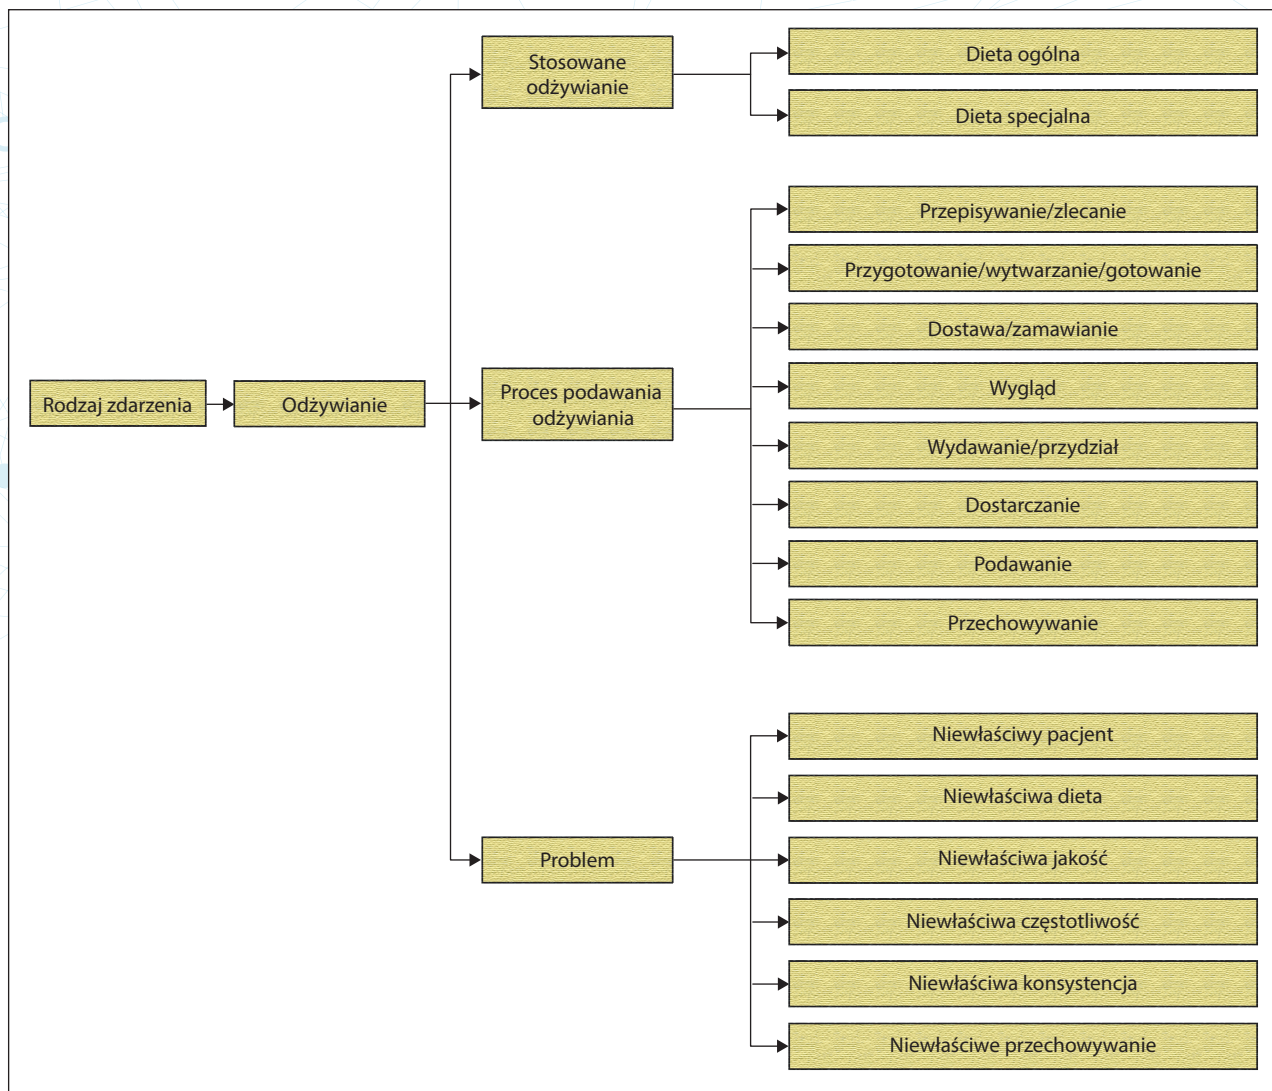 Rodzaj zdarzenia
Odżywianie
Stosowane
odżywianie
Dieta ogólna
Dieta specjalna
Proces podawania
odżywiania
Przepisywanie/zlecanie
Przygotowanie/wytwarzanie/gotowanie
Dostawa/zamawianie
Wygląd
Wydawanie/przydział
Dostarczanie
Podawanie
Przechowywanie
Problem
Niewłaściwy pacjent
Niewłaściwa dieta
Niewłaściwa jakość
Niewłaściwa częstotliwość
Niewłaściwa konsystencja
Niewłaściwe przechowywanie